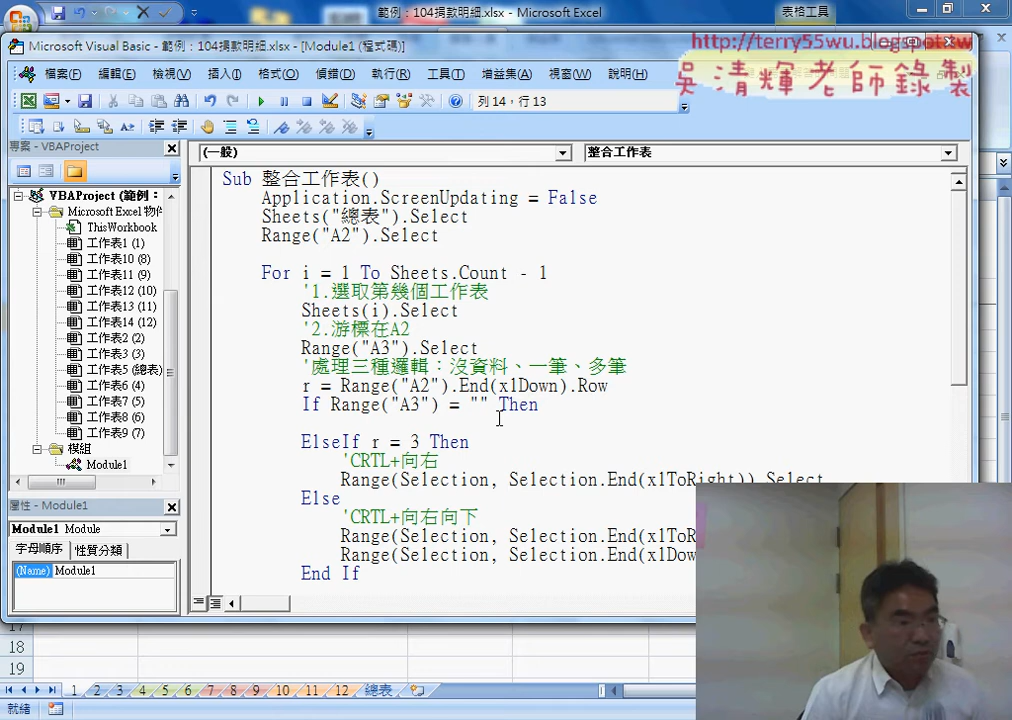 範例：104捐款明細.xlsx - Microsoft Excel
表格工具
Microsoft Visual Basic - 範例：104捐款明細.xlsx - [Module1 (程式碼)]
http://terry55wu.blogspot.tw
吳清輝老師錄製
檔案(F) 編輯(E) 檢視(V) 插入(I) 格式(O) 偵錯(D) 執行(R) 工具(T) 增益集(A) 視窗(W) 說明(H)
列 14，行 13
專案 - VBAProject
(一般)
整合工作表
VBAProject (範例：
Microsoft Excel 物件
ThisWorkbook
工作表1 (1)
工作表10 (8)
工作表11 (9)
工作表12 (10)
工作表13 (11)
工作表14 (12)
工作表2 (2)
工作表3 (3)
工作表5 (總表)
工作表6 (4)
工作表7 (5)
工作表8 (6)
工作表9 (7)
模組
Module1
屬性 - Module1
Module1 Module
字母順序 性質分類
(Name) Module1
Sub 整合工作表()
Application.ScreenUpdating = False
Sheets("總表").Select
Range("A2").Select
For i = 1 To Sheets.Count - 1
'1.選取第幾個工作表
Sheets(i).Select
'2.游標在A2
Range("A3").Select
'處理三種邏輯：沒資料、一筆、多筆
r = Range("A2").End(xlDown).Row
If Range("A3") = "" Then
ElseIf r = 3 Then
'CRTL+向右
Range(Selection, Selection.End(xlToRight)).Select
Else
'CRTL+向右向下
Range(Selection, Selection.End(xlToR
Range(Selection, Selection.End(xlDow
End If
17
18
19
1 2 3 4 5 6 7 8 9 10 11 12 總表
就緒